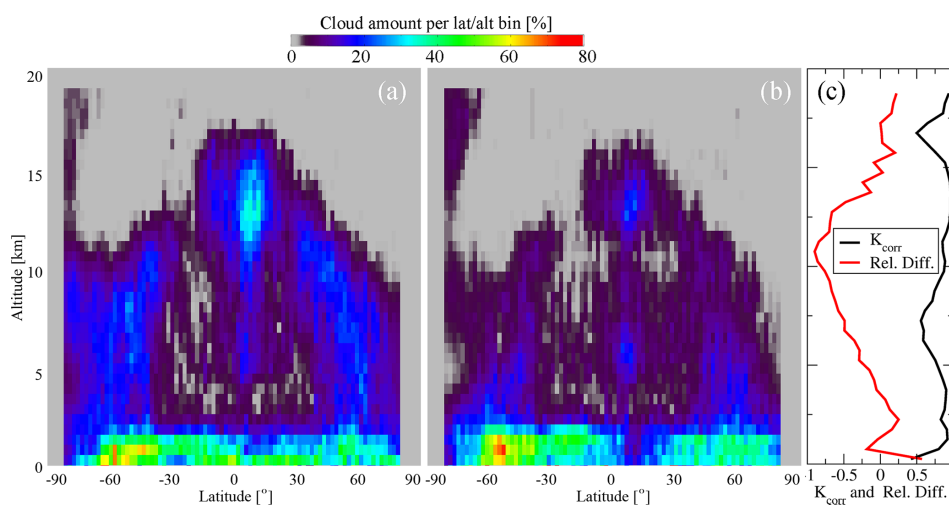 Cloud amount per lat/alt bin [%]
0 20 40 60 80
20 15 10 5 0
Altitude [km]
(a) (b) (c)
K_corr
Rel. Diff.
-90 -60 -30 0 30 60 90
-90 -60 -30 0 30 60 90
-1 -0.5 0 0.5 1
Latitude [°] Latitude [°] K_corr and Rel. Diff.